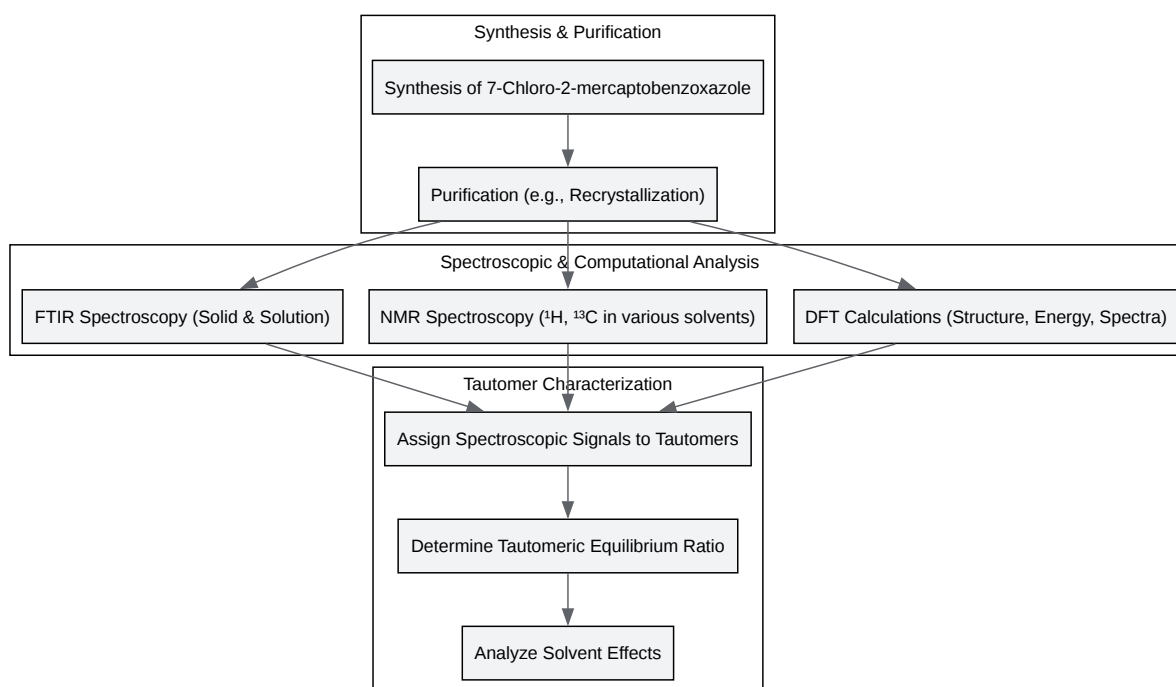 Synthesis & Purification
Synthesis of 7-Chloro-2-mercaptobenzoxazole
Purification (e.g., Recrystallization)
Spectroscopic & Computational Analysis
FTIR Spectroscopy (Solid & Solution)
NMR Spectroscopy (¹H, ¹³C in various solvents)
DFT Calculations (Structure, Energy, Spectra)
Tautomer Characterization
Assign Spectroscopic Signals to Tautomers
Determine Tautomeric Equilibrium Ratio
Analyze Solvent Effects